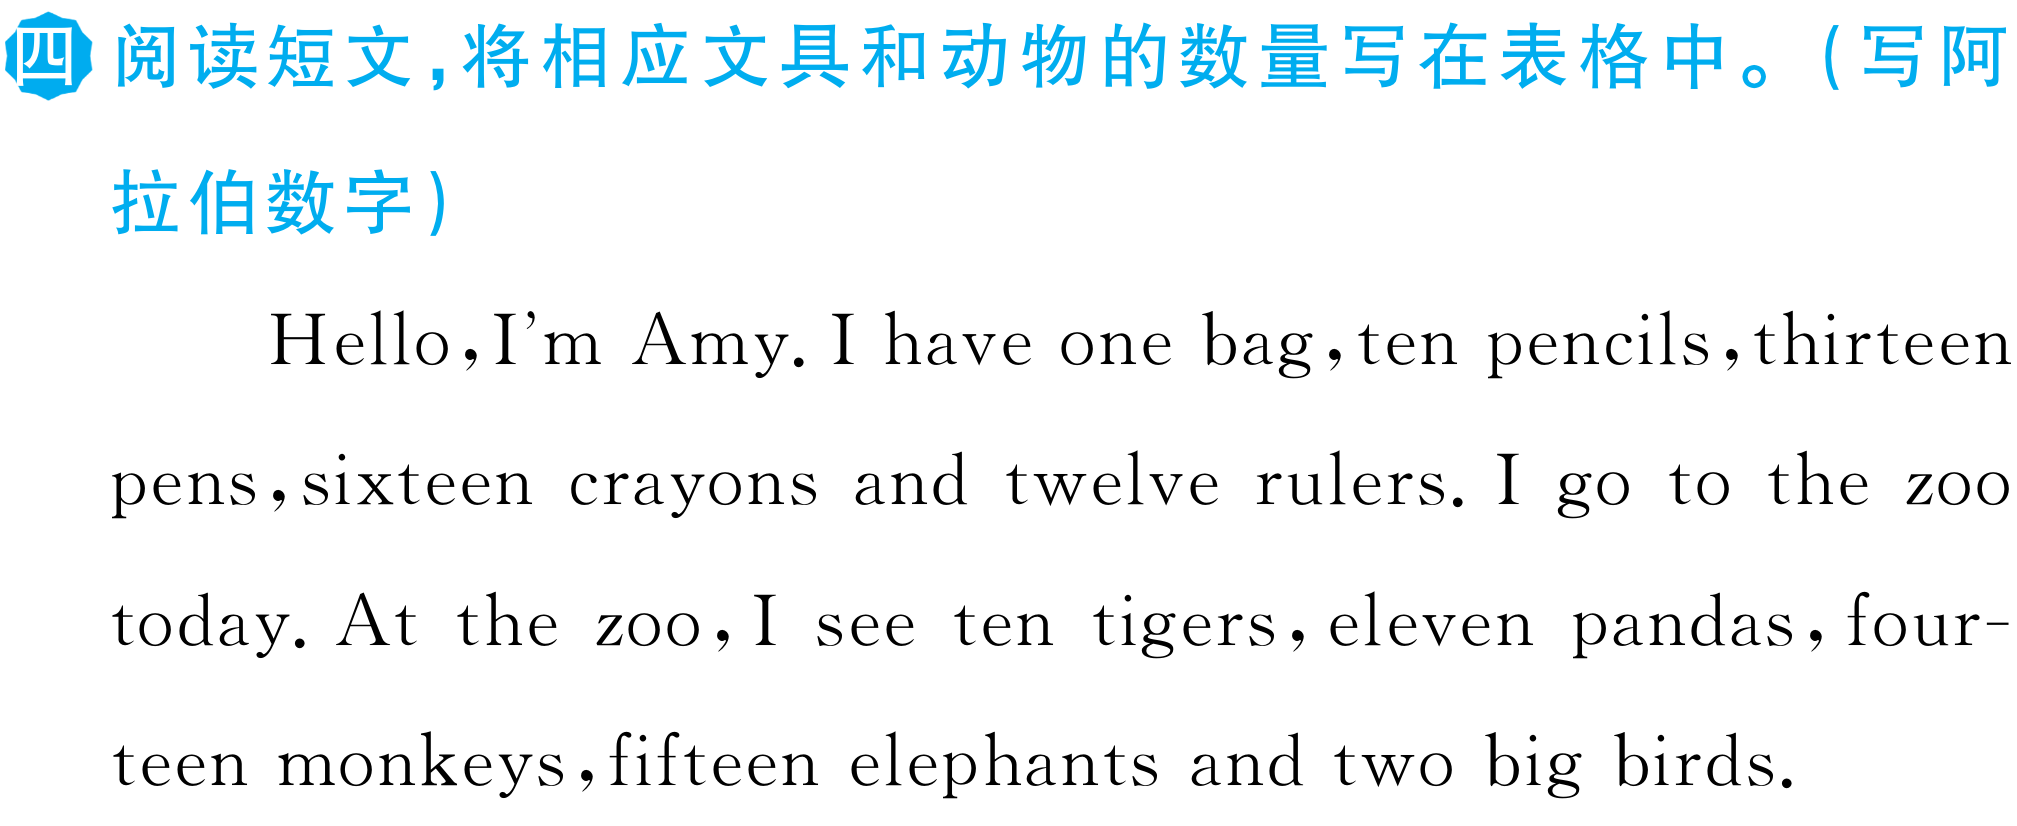 四 阅读短文,将相应文具和动物的数量写在表格中。(写阿
拉伯数字)
Hello,I’m Amy. I have one bag,ten pencils,thirteen
pens,sixteen crayons and twelve rulers. I go to the zoo
today. At the zoo,I see ten tigers,eleven pandas,four-
teen monkeys,fifteen elephants and two big birds.